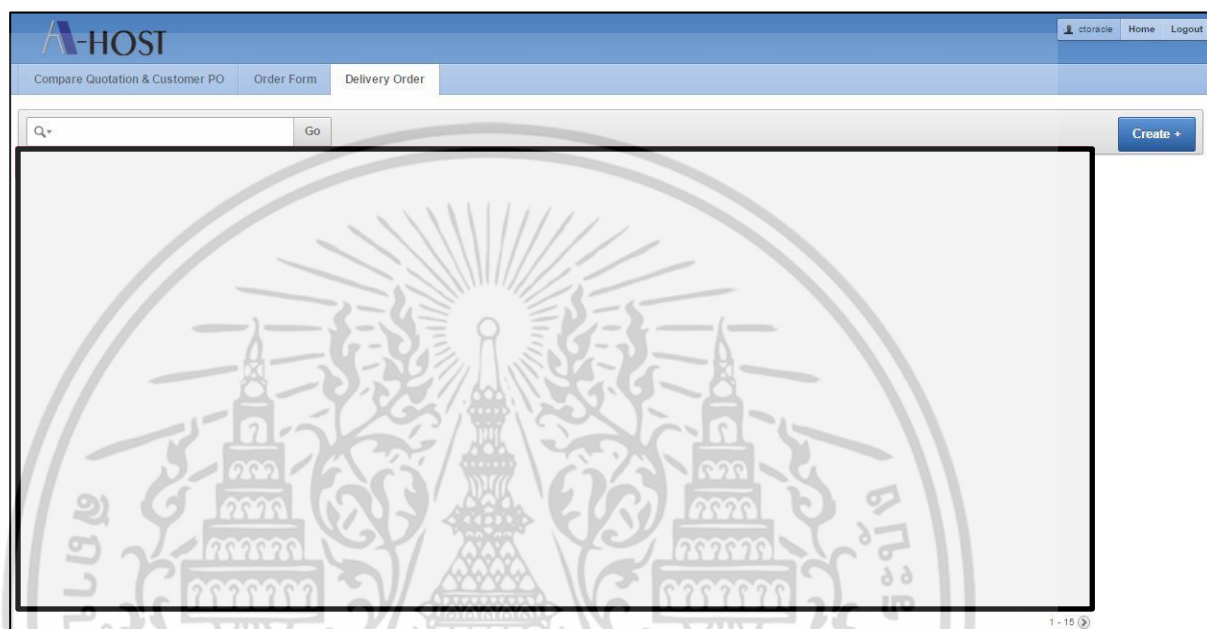 A-HOST
ctoracle Home Logout
Compare Quotation & Customer PO Order Form Delivery Order
Go Create +
1 - 15